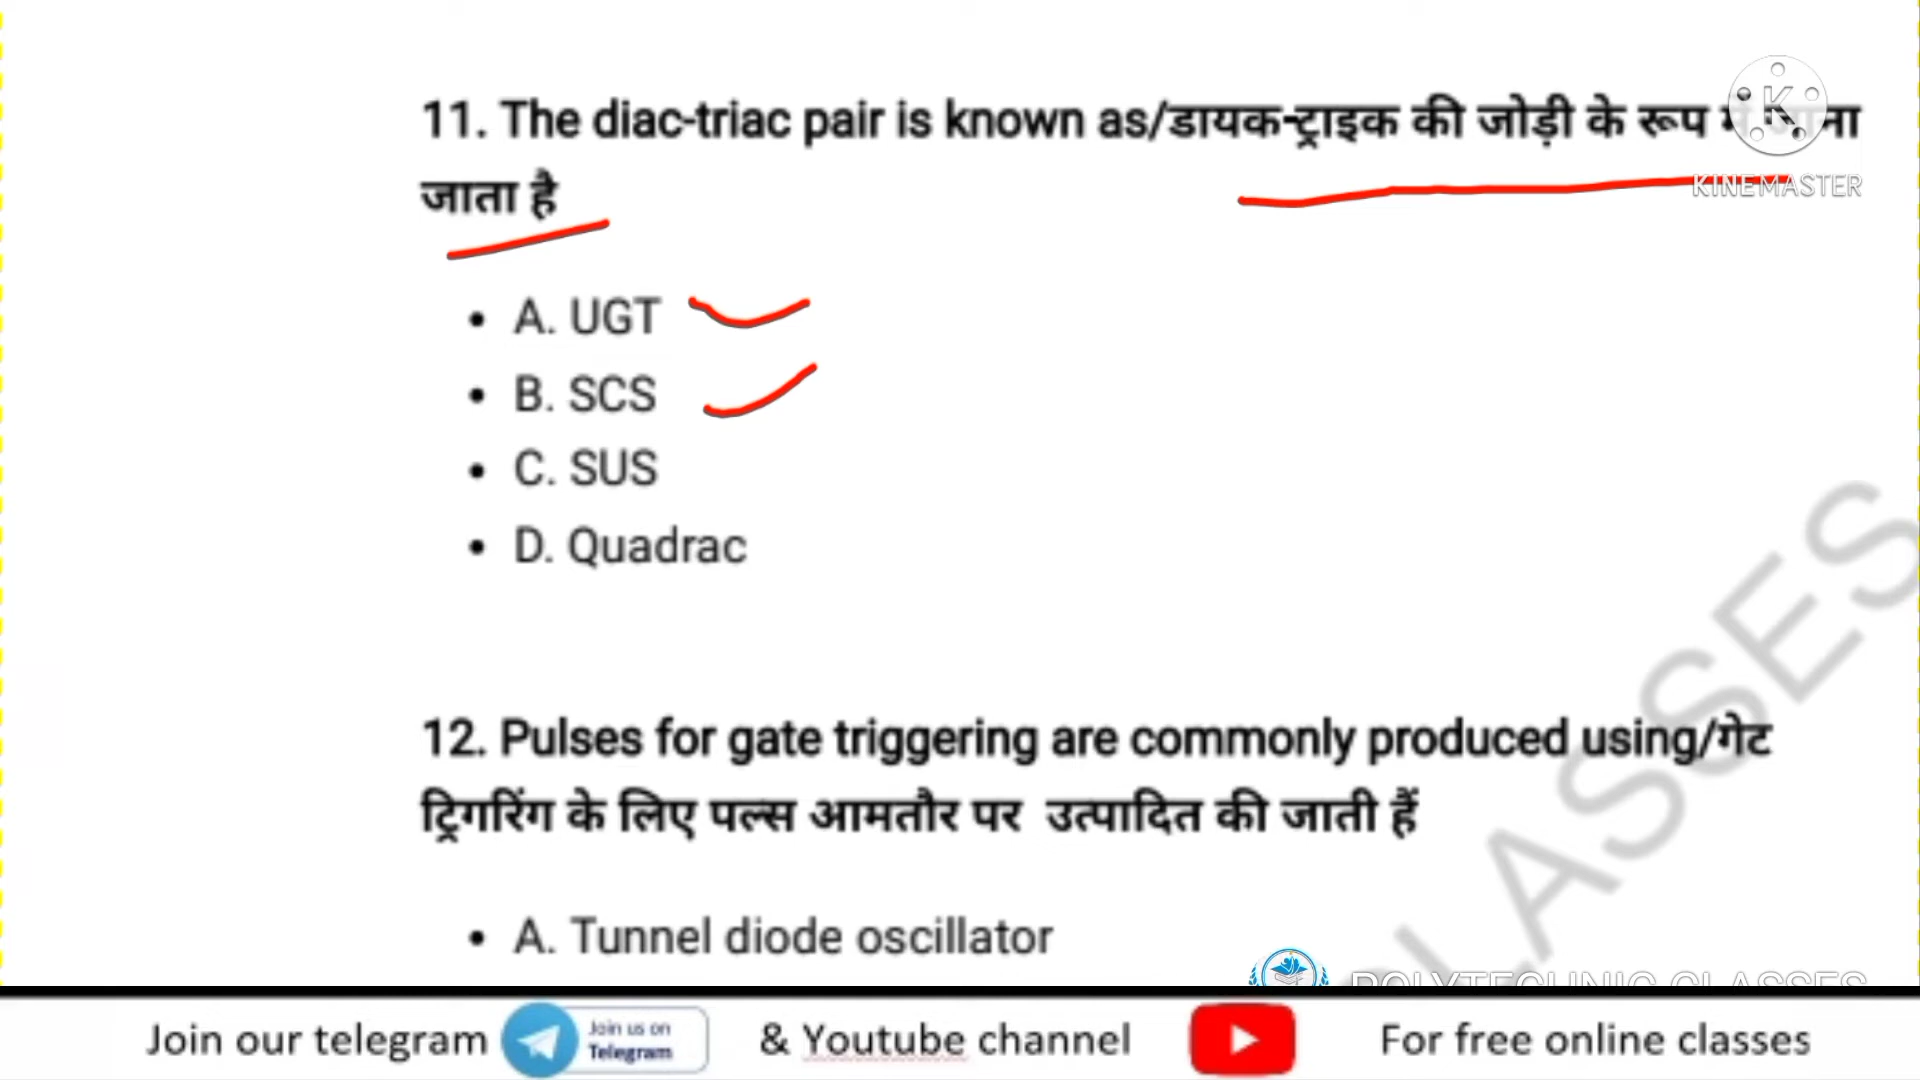 11. The diac-triac pair is known as/डायक-ट्राइक की जोड़ी के रूप में जाना
जाता है
KINEMASTER
• A. UGT
• B. SCS
• C. SUS
• D. Quadrac
12. Pulses for gate triggering are commonly produced using/गेट
ट्रिगरिंग के लिए पल्स आमतौर पर उत्पादित की जाती हैं
• A. Tunnel diode oscillator
POLYTECHNIC CLASSES
Join our telegram Join us on Telegram & Youtube channel For free online classes